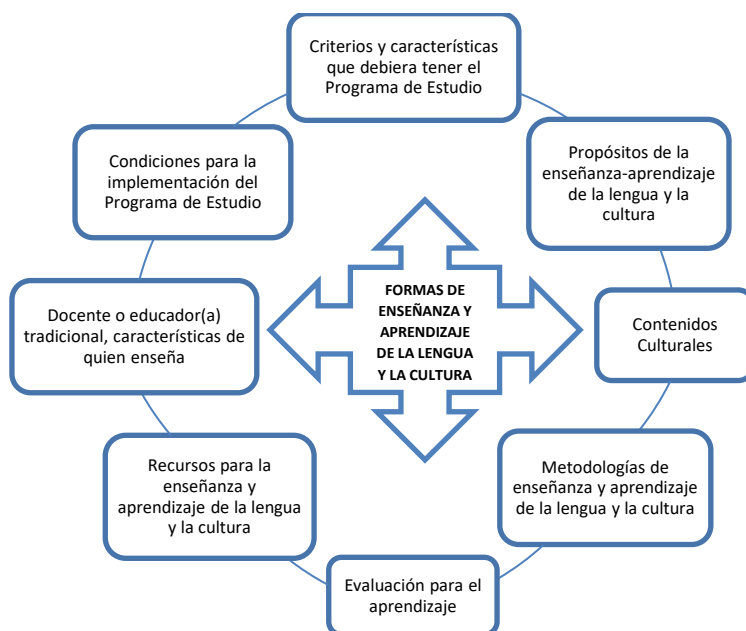 Criterios y características
que debiera tener el
Programa de Estudio
Propósitos de la
enseñanza-aprendizaje
de la lengua y la
cultura
Contenidos
Culturales
Metodologías de
enseñanza y aprendizaje
de la lengua y la cultura
Evaluación para el
aprendizaje
Recursos para la
enseñanza y
aprendizaje de la lengua
y la cultura
Docente o educador(a)
tradicional, características de
quien enseña
Condiciones para la
implementación del
Programa de Estudio
FORMAS DE
ENSEÑANZA Y
APRENDIZAJE
DE LA LENGUA
Y LA CULTURA